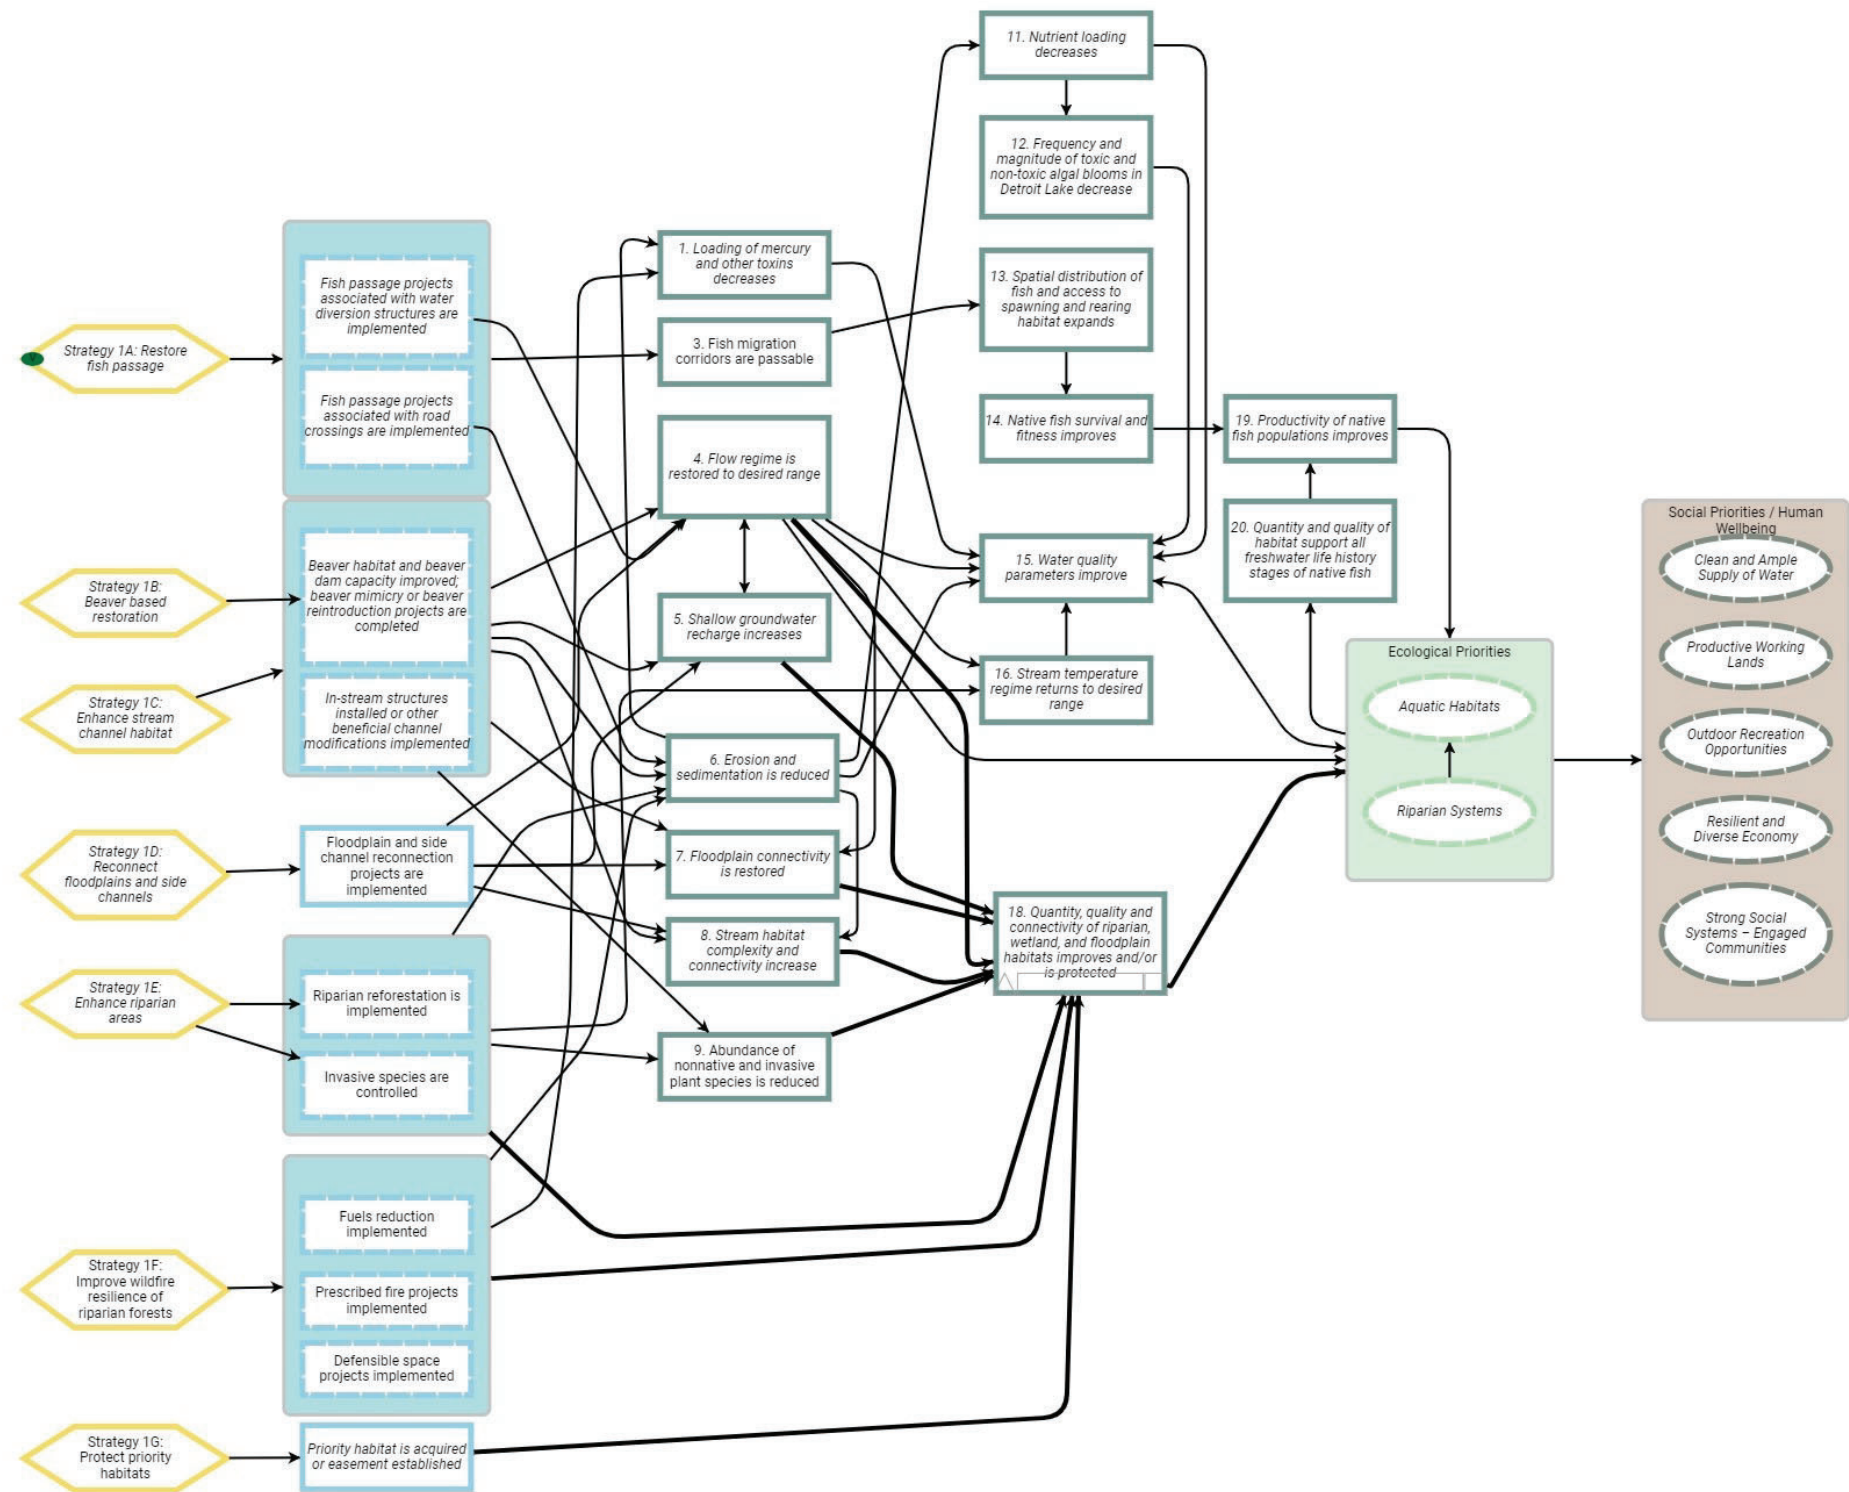 Strategy 1A: Restore
fish passage
Strategy 1B:
Beaver based
restoration
Strategy 1C:
Enhance stream
channel habitat
Strategy 1D:
Reconnect
floodplains and side
channels
Strategy 1E:
Enhance riparian
areas
Strategy 1F:
Improve wildfire
resilience of
riparian forests
Strategy 1G:
Protect priority
habitats
Fish passage projects
associated with water
diversion structures are
implemented
Fish passage projects
associated with road
crossings are implemented
Beaver habitat and beaver
dam capacity improved;
beaver mimicry or beaver
reintroduction projects are
completed
In-stream structures
installed or other
beneficial channel
modifications implemented
Floodplain and side
channel reconnection
projects are
implemented
Riparian reforestation is
implemented
Invasive species are
controlled
Fuels reduction
implemented
Prescribed fire projects
implemented
Defensible space
projects implemented
Priority habitat is acquired
or easement established
1. Loading of mercury
and other toxins
decreases
3. Fish migration
corridors are passable
4. Flow regime is
restored to desired range
5. Shallow groundwater
recharge increases
6. Erosion and
sedimentation is reduced
7. Floodplain connectivity
is restored
8. Stream habitat
complexity and
connectivity increase
9. Abundance of
nonnative and invasive
plant species is reduced
11. Nutrient loading
decreases
12. Frequency and
magnitude of toxic and
non-toxic algal blooms in
Detroit Lake decrease
13. Spatial distribution of
fish and access to
spawning and rearing
habitat expands
14. Native fish survival and
fitness improves
15. Water quality
parameters improve
16. Stream temperature
regime returns to desired
range
18. Quantity, quality and
connectivity of riparian,
wetland, and floodplain
habitats improves and/or
is protected
19. Productivity of native
fish populations improves
20. Quantity and quality of
habitat support all
freshwater life history
stages of native fish
Ecological Priorities
Aquatic Habitats
Riparian Systems
Social Priorities / Human
Wellbeing
Clean and Ample
Supply of Water
Productive Working
Lands
Outdoor Recreation
Opportunities
Resilient and
Diverse Economy
Strong Social
Systems – Engaged
Communities